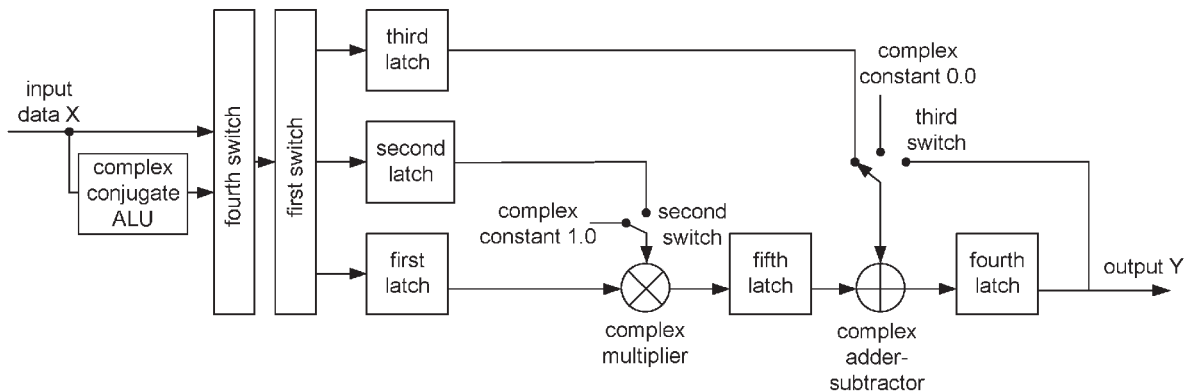 input
data X
complex
conjugate
ALU
fourth switch
first switch
third
latch
second
latch
first
latch
complex
constant 1.0
second
switch
complex
multiplier
fifth
latch
complex
constant 0.0
third
switch
complex
adder-
subtractor
fourth
latch
output Y